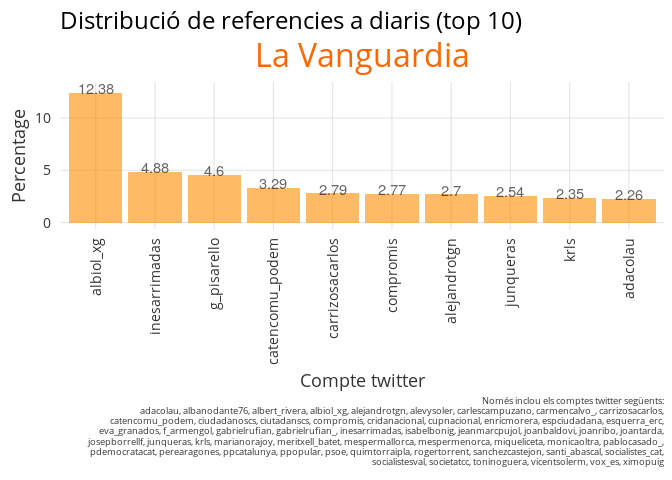 Distribució de referencies a diaris (top 10)
La Vanguardia
Percentage
10
5
0
12.38
4.88
4.6
3.29
2.79
2.77
2.7
2.54
2.35
2.26
albiol_xg
inesarrimadas
g_pisarello
catencomu_podem
carrizosacarlos
compromis
alejandrotgn
junqueras
krls
adacolau
Compte twitter
Només inclou els comptes twitter següents:
adacolau, albanodante76, albert_rivera, albiol_xg, alejandrotgn, alevysoler, carlescampuzano, carmencalvo_, carrizosacarlos,
catencomu_podem, ciudadanoscs, ciutadanscs, compromis, cridanacional, cupnacional, enricmorera, espciudadana, esquerra_erc,
eva_granados, f_armengol, gabrielrufian, gabrielrufian_, inesarrimadas, isabelbonig, jeanmarcpujol, joanbaldovi, joanribo, joantarda,
josepborrellf, junqueras, krls, marianorajoy, meritxell_batet, mespermallorca, mespermenorca, miqueliceta, monicaoltra, pablocasado_,
pdemocratacat, perearagones, ppcatalunya, ppopular, psoe, quimtorraipla, rogertorrent, sanchezcastejon, santi_abascal, socialistes_cat,
socialistesval, societatcc, toninoguera, vicentsolerm, vox_es, ximopuig